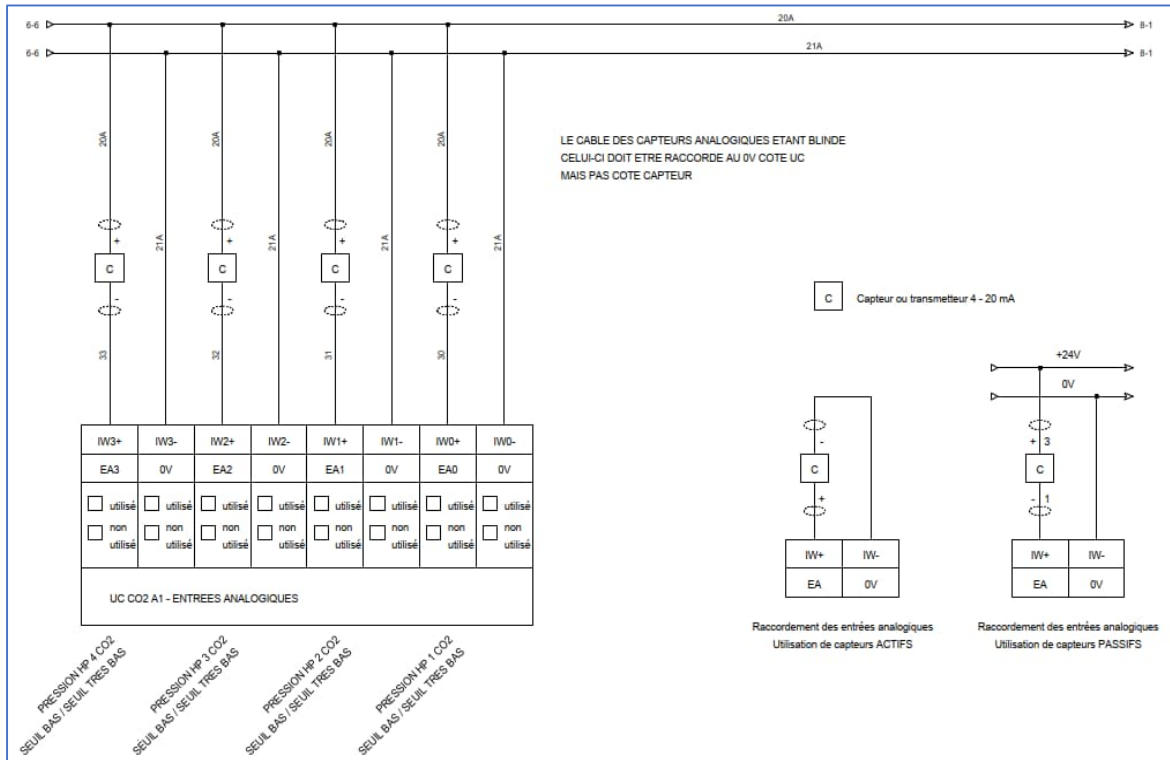 6-6
20A
8-1
6-6
21A
8-1
20A
21A
20A
21A
20A
21A
20A
21A
LE CABLE DES CAPTEURS ANALOGIQUES ETANT BLINDE
CELUI-CI DOIT ETRE RACCORDE AU 0V COTE UC
MAIS PAS COTE CAPTEUR
+
+
+
+
C
C
C
C
-
-
-
-
33
32
31
30
C
Capteur ou transmetteur 4 - 20 mA
IW3+ IW3- IW2+ IW2- IW1+ IW1- IW0+ IW0-
EA3 0V EA2 0V EA1 0V EA0 0V
utilisé utilisé utilisé utilisé utilisé utilisé utilisé utilisé
non non non non non non non non
utilisé utilisé utilisé utilisé utilisé utilisé utilisé utilisé
UC CO2 A1 - ENTREES ANALOGIQUES
PRESSION HP 4 CO2
SEUIL BAS / SEUIL TRES BAS
PRESSION HP 3 CO2
SEUIL BAS / SEUIL TRES BAS
PRESSION HP 2 CO2
SEUIL BAS / SEUIL TRES BAS
PRESSION HP 1 CO2
SEUIL BAS / SEUIL TRES BAS
-
C
+
IW+ IW-
EA 0V
Raccordement des entrées analogiques
Utilisation de capteurs ACTIFS
+24V
0V
+ 3
C
- 1
IW+ IW-
EA 0V
Raccordement des entrées analogiques
Utilisation de capteurs PASSIFS